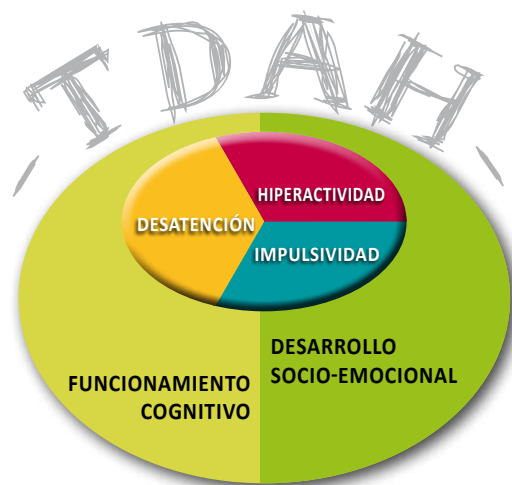 TDAH
HIPERACTIVIDAD
DESATENCIÓN
IMPULSIVIDAD
DESARROLLO
SOCIO-EMOCIONAL
FUNCIONAMIENTO
COGNITIVO